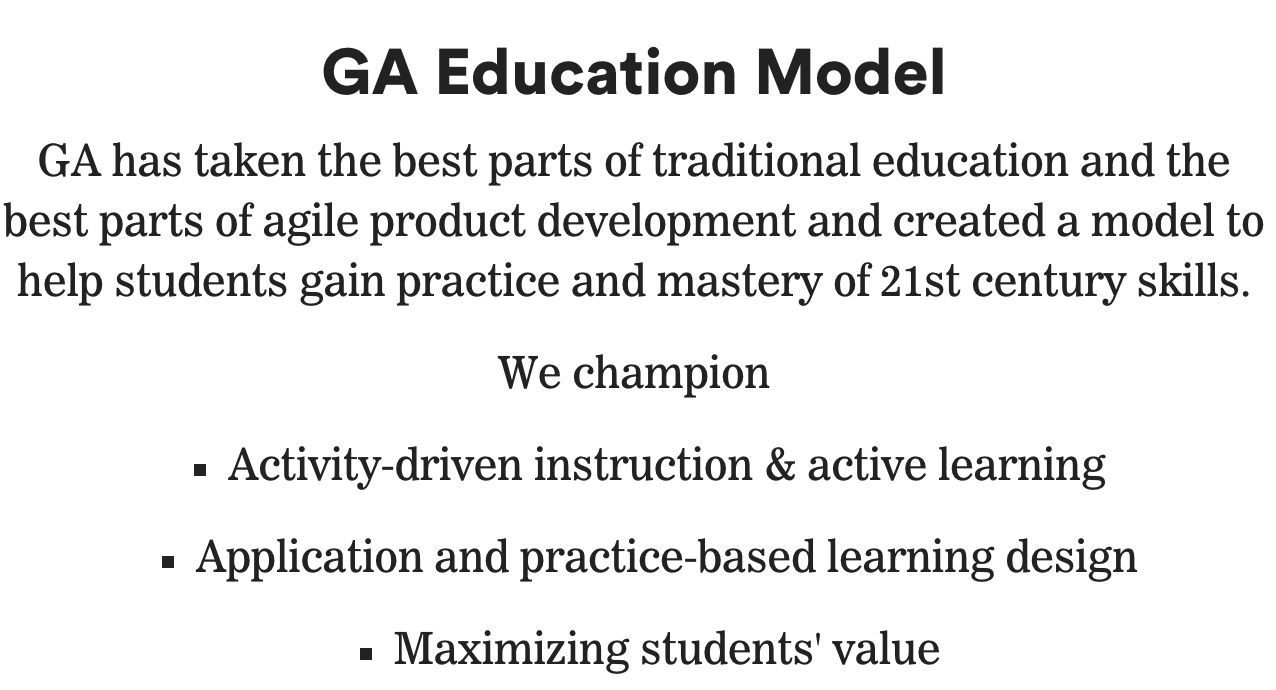 GA Education Model
GA has taken the best parts of traditional education and the
best parts of agile product development and created a model to
help students gain practice and mastery of 21st century skills.
We champion
▪ Activity-driven instruction & active learning
▪ Application and practice-based learning design
▪ Maximizing students' value